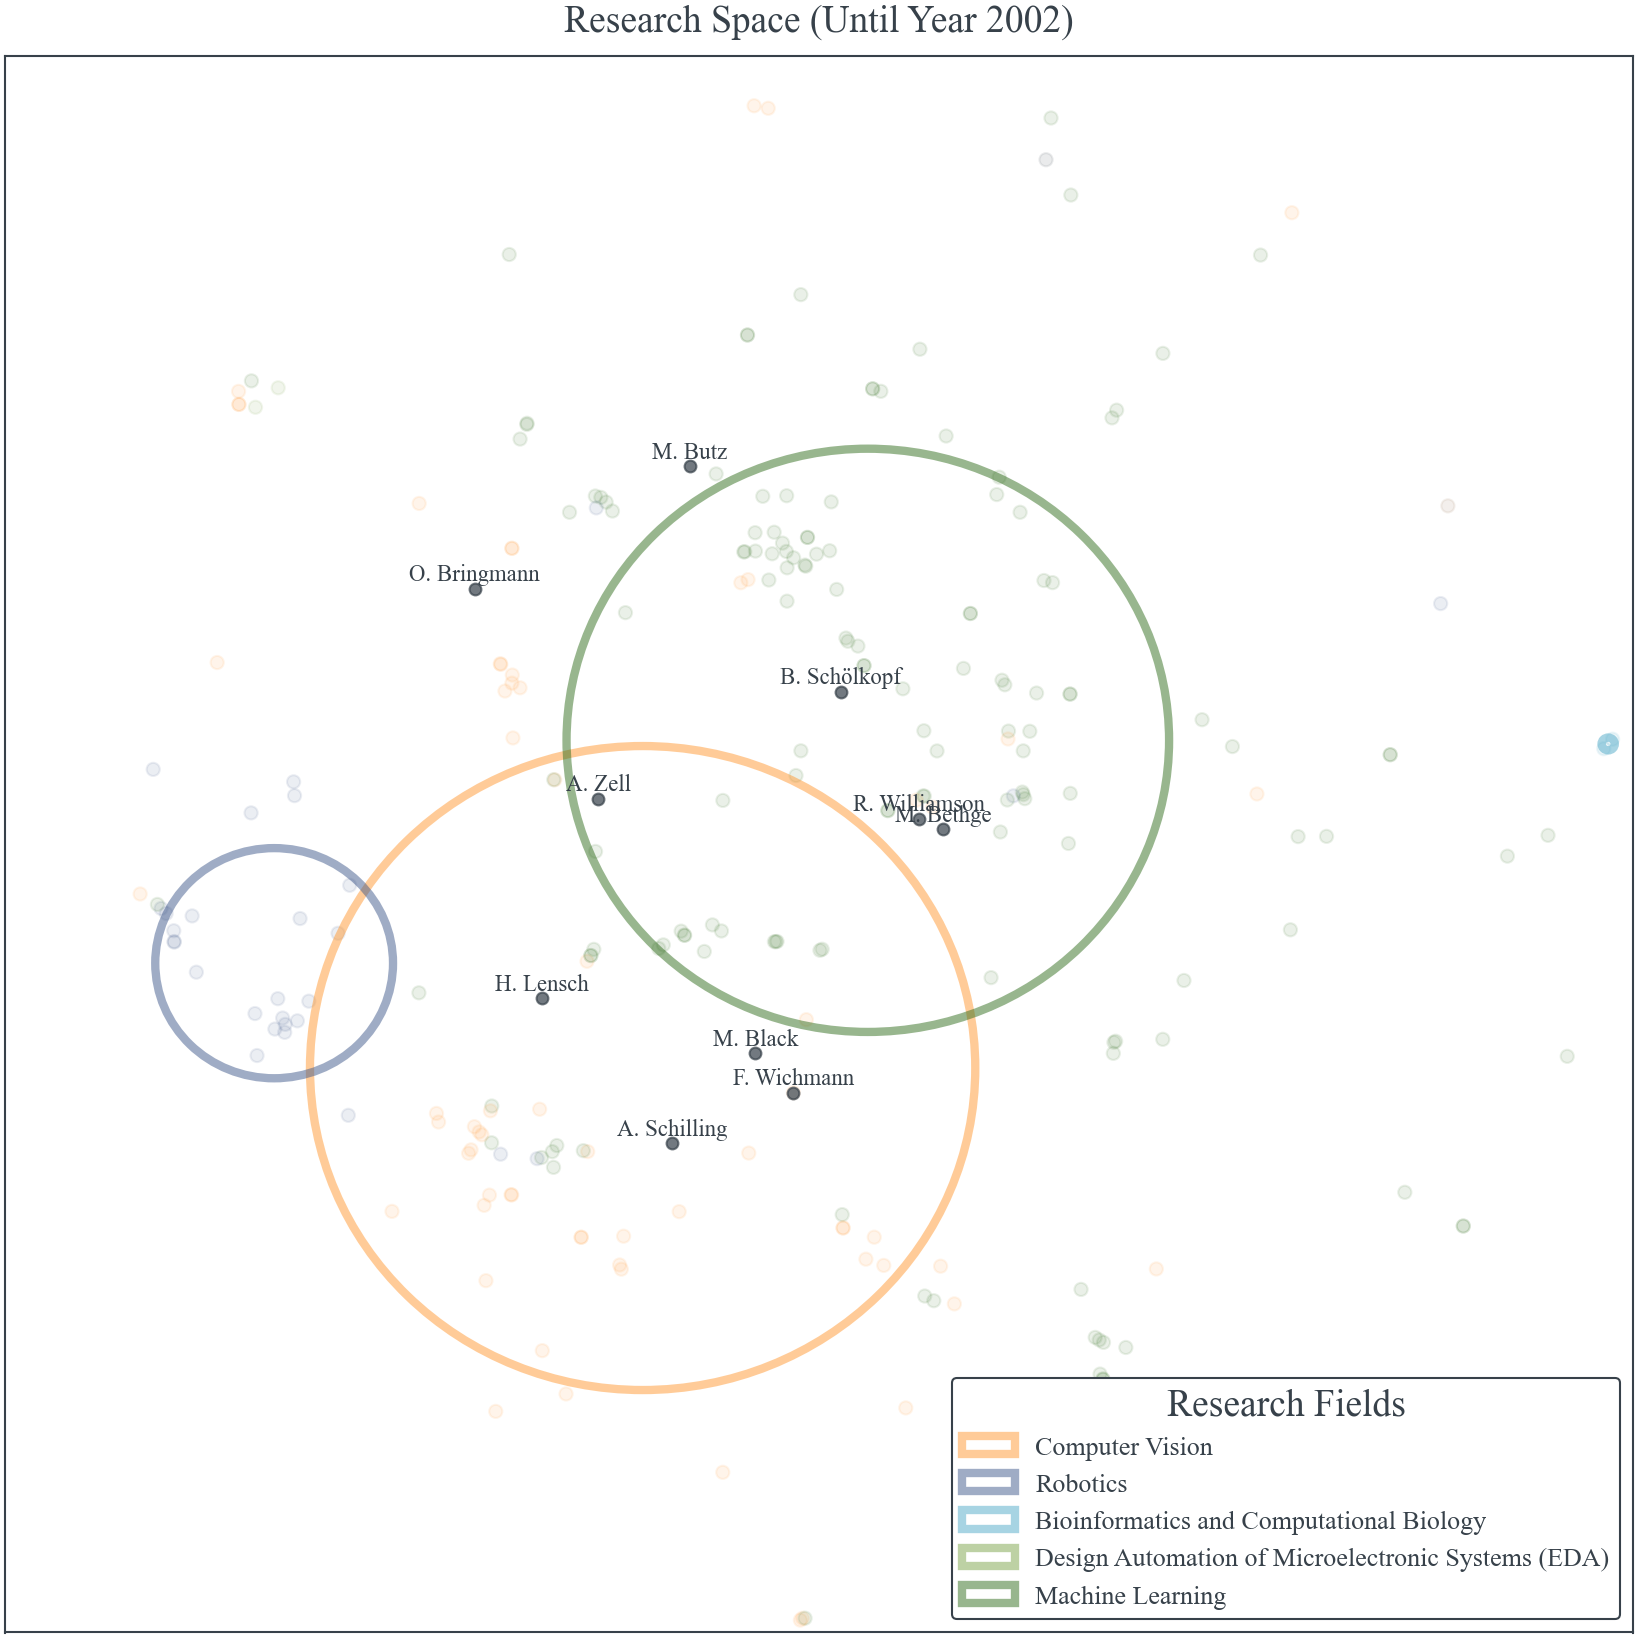 Research Space (Until Year 2002)
M. Butz
O. Bringmann
B. Schölkopf
A. Zell
R. Williamson
M. Bethge
H. Lensch
M. Black
F. Wichmann
A. Schilling
Research Fields
Computer Vision
Robotics
Bioinformatics and Computational Biology
Design Automation of Microelectronic Systems (EDA)
Machine Learning